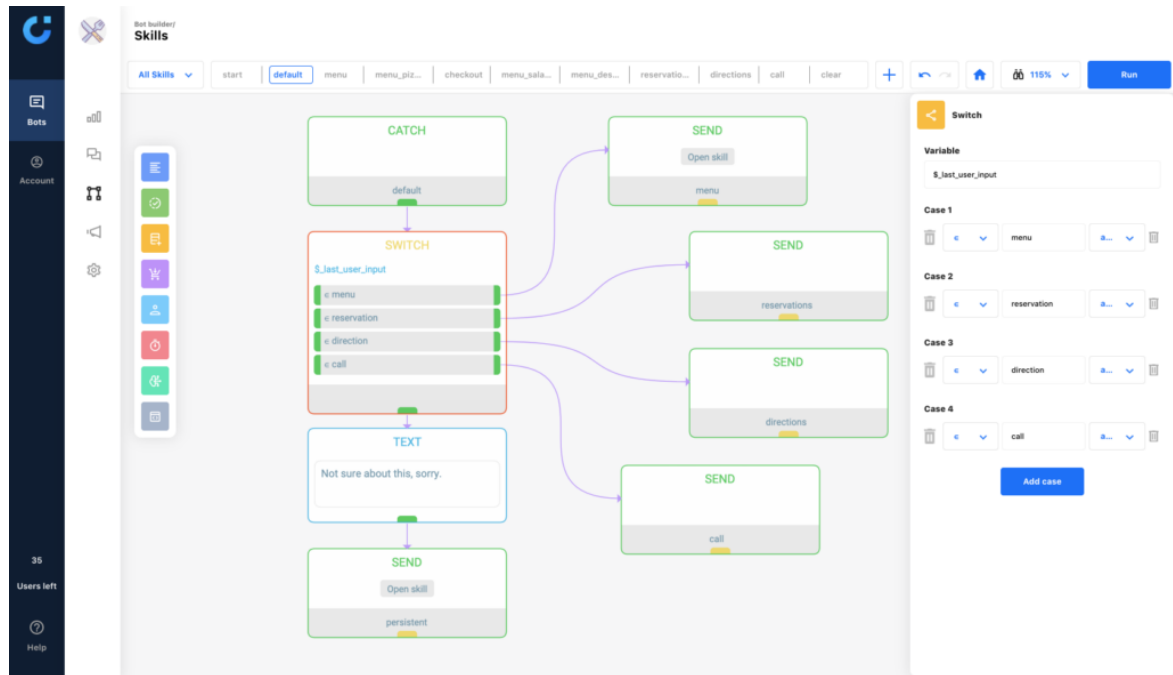 Bot builder/
Skills
All Skills
start
default
menu
menu_piz...
checkout
menu_sala...
menu_des...
reservatio...
directions
call
clear
115%
Run
Bots
Account
35
Users left
Help
CATCH
default
SWITCH
$_last_user_input
∈ menu
∈ reservation
∈ direction
∈ call
TEXT
Not sure about this, sorry.
SEND
Open skill
persistent
SEND
Open skill
menu
SEND
reservations
SEND
directions
SEND
call
Switch
Variable
$_last_user_input
Case 1
∈ menu a...
Case 2
∈ reservation a...
Case 3
∈ direction a...
Case 4
∈ call a...
Add case